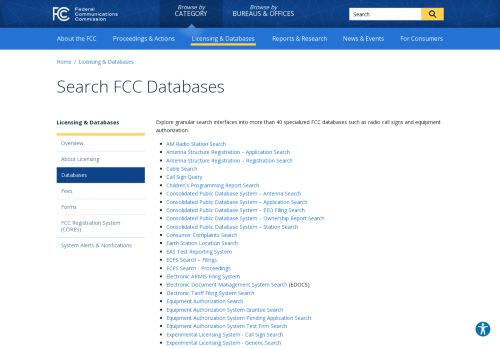 FCC Federal Communications Commission
Browse by CATEGORY
Browse by BUREAUS & OFFICES
Search
About the FCC Proceedings & Actions Licensing & Databases Reports & Research News & Events For Consumers
Home / Licensing & Databases
Search FCC Databases
Licensing & Databases
Overview
About Licensing
Databases
Fees
Forms
FCC Registration System
(CORES)
System Alerts & Notifications
Explore granular search interfaces into more than 40 specialized FCC databases such as radio call signs and equipment
authorization.
AM Radio Station Search
Antenna Structure Registration – Application Search
Antenna Structure Registration – Registration Search
Cable Search
Call Sign Query
Children's Programming Report Search
Consolidated Public Database System – Antenna Search
Consolidated Public Database System – Application Search
Consolidated Public Database System – EEO Filing Search
Consolidated Public Database System – Ownership Report Search
Consolidated Public Database System – Station Search
Consumer Complaints Search
Earth Station Location Search
EAS Test Reporting System
ECFS Search – Filings
ECFS Search - Proceedings
Electronic ARMIS Filing System
Electronic Document Management System Search (EDOCS)
Electronic Tariff Filing System Search
Equipment Authorization Search
Equipment Authorization System Grantee Search
Equipment Authorization System Pending Application Search
Equipment Authorization System Test Firm Search
Experimental Licensing System - Call Sign Search
Experimental Licensing System - Generic Search